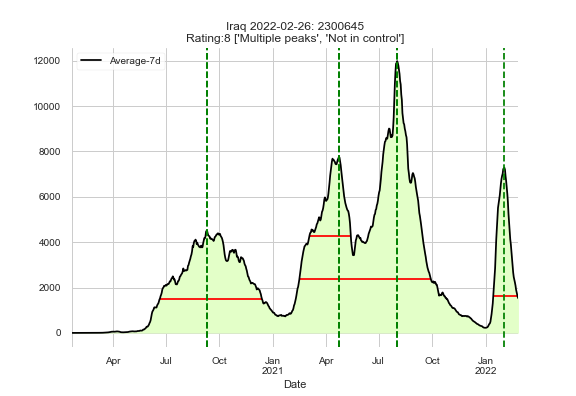 Iraq 2022-02-26: 2300645
Rating:8 ['Multiple peaks', 'Not in control']
Average-7d
12000
10000
8000
6000
4000
2000
0
Apr Jul Oct Jan Apr Jul Oct Jan
2021 2022
Date